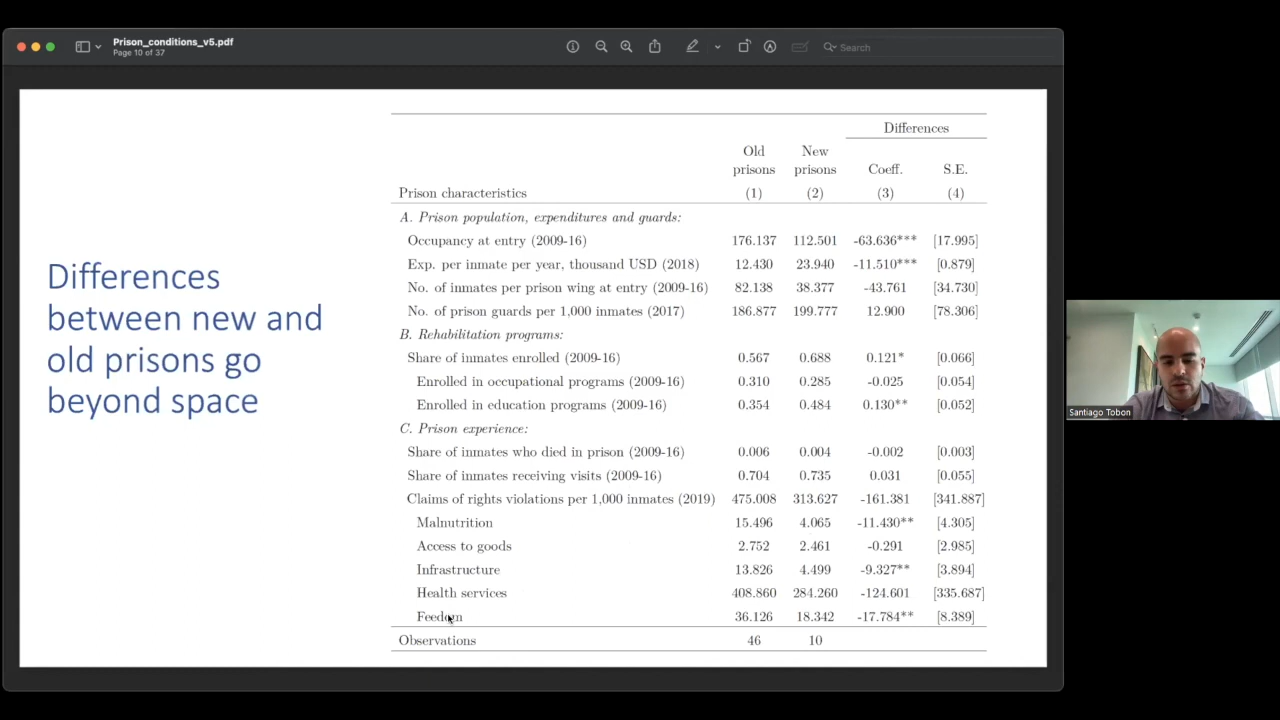 Prison_conditions_v5.pdf
Page 10 of 37
Search
Differences
between new and
old prisons go
beyond space
Differences
Old prisons New prisons Coeff. S.E.
Prison characteristics (1) (2) (3) (4)
A. Prison population, expenditures and guards:
Occupancy at entry (2009-16) 176.137 112.501 -63.636*** [17.995]
Exp. per inmate per year, thousand USD (2018) 12.430 23.940 -11.510*** [0.879]
No. of inmates per prison wing at entry (2009-16) 82.138 38.377 -43.761 [34.730]
No. of prison guards per 1,000 inmates (2017) 186.877 199.777 12.900 [78.306]
B. Rehabilitation programs:
Share of inmates enrolled (2009-16) 0.567 0.688 0.121* [0.066]
Enrolled in occupational programs (2009-16) 0.310 0.285 -0.025 [0.054]
Enrolled in education programs (2009-16) 0.354 0.484 0.130** [0.052]
C. Prison experience:
Share of inmates who died in prison (2009-16) 0.006 0.004 -0.002 [0.003]
Share of inmates receiving visits (2009-16) 0.704 0.735 0.031 [0.055]
Claims of rights violations per 1,000 inmates (2019) 475.008 313.627 -161.381 [341.887]
Malnutrition 15.496 4.065 -11.430** [4.305]
Access to goods 2.752 2.461 -0.291 [2.985]
Infrastructure 13.826 4.499 -9.327** [3.894]
Health services 408.860 284.260 -124.601 [335.687]
Feedom 36.126 18.342 -17.784** [8.389]
Observations 46 10
Santiago Tobon